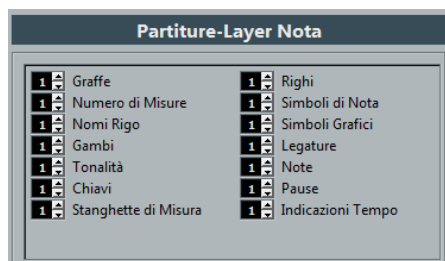 Partiture-Layer Nota
1 Graffe
1 Numero di Misure
1 Nomi Rigo
1 Gambi
1 Tonalità
1 Chiavi
1 Stanghette di Misura
1 Righi
1 Simboli di Nota
1 Simboli Grafici
1 Legature
1 Note
1 Pause
1 Indicazioni Tempo